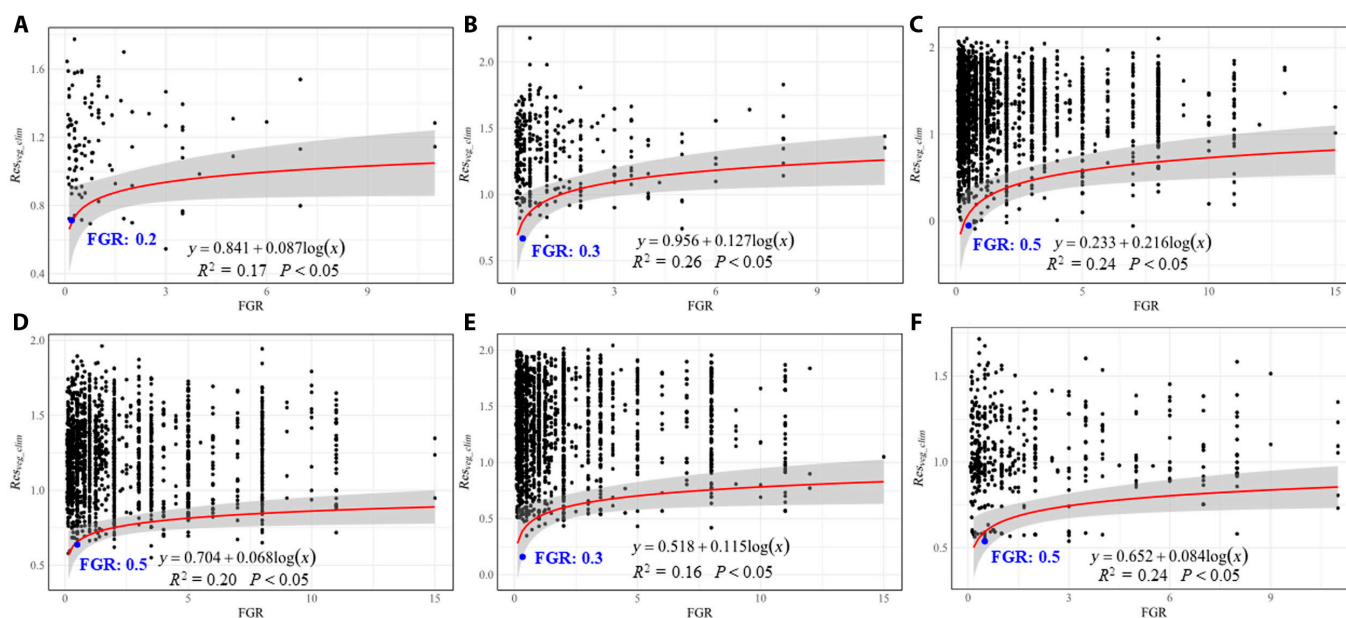 A
1.6
1.2
0.8
0.4
Res_veg_clim
FGR: 0.2
y = 0.841 + 0.087log(x)
R² = 0.17 P < 0.05
0 3 6 9
FGR
B
2.0
1.5
1.0
0.5
Res_veg_clim
FGR: 0.3
y = 0.956 + 0.127log(x)
R² = 0.26 P < 0.05
0 3 6 9
FGR
C
2
1
0
Res_veg_clim
FGR: 0.5
y = 0.233 + 0.216log(x)
R² = 0.24 P < 0.05
0 5 10 15
FGR
D
2.0
1.5
1.0
0.5
Res_veg_clim
FGR: 0.5
y = 0.704 + 0.068log(x)
R² = 0.20 P < 0.05
0 5 10 15
FGR
E
2.0
1.5
1.0
0.5
0.0
Res_veg_clim
FGR: 0.3
y = 0.518 + 0.115log(x)
R² = 0.16 P < 0.05
0 5 10 15
FGR
F
1.5
1.0
0.5
Res_veg_clim
FGR: 0.5
y = 0.652 + 0.084log(x)
R² = 0.24 P < 0.05
0 3 6 9
FGR